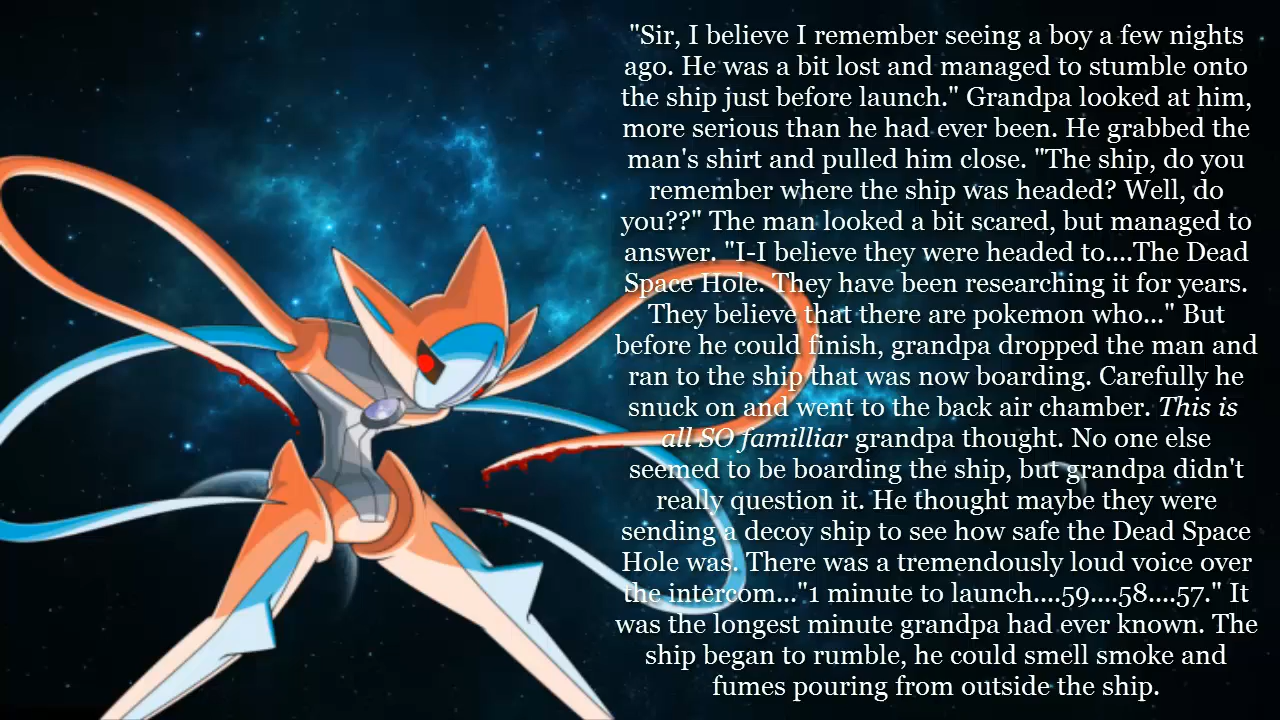 "Sir, I believe I remember seeing a boy a few nights
ago. He was a bit lost and managed to stumble onto
the ship just before launch." Grandpa looked at him,
more serious than he had ever been. He grabbed the
man's shirt and pulled him close. "The ship, do you
remember where the ship was headed? Well, do
you??" The man looked a bit scared, but managed to
answer. "I-I believe they were headed to....The Dead
Space Hole. They have been researching it for years.
They believe that there are pokemon who..." But
before he could finish, grandpa dropped the man and
ran to the ship that was now boarding. Carefully he
snuck on and went to the back air chamber. This is
all SO familliar grandpa thought. No one else
seemed to be boarding the ship, but grandpa didn't
really question it. He thought maybe they were
sending a decoy ship to see how safe the Dead Space
Hole was. There was a tremendously loud voice over
the intercom..."1 minute to launch....59....58....57." It
was the longest minute grandpa had ever known. The
ship began to rumble, he could smell smoke and
fumes pouring from outside the ship.